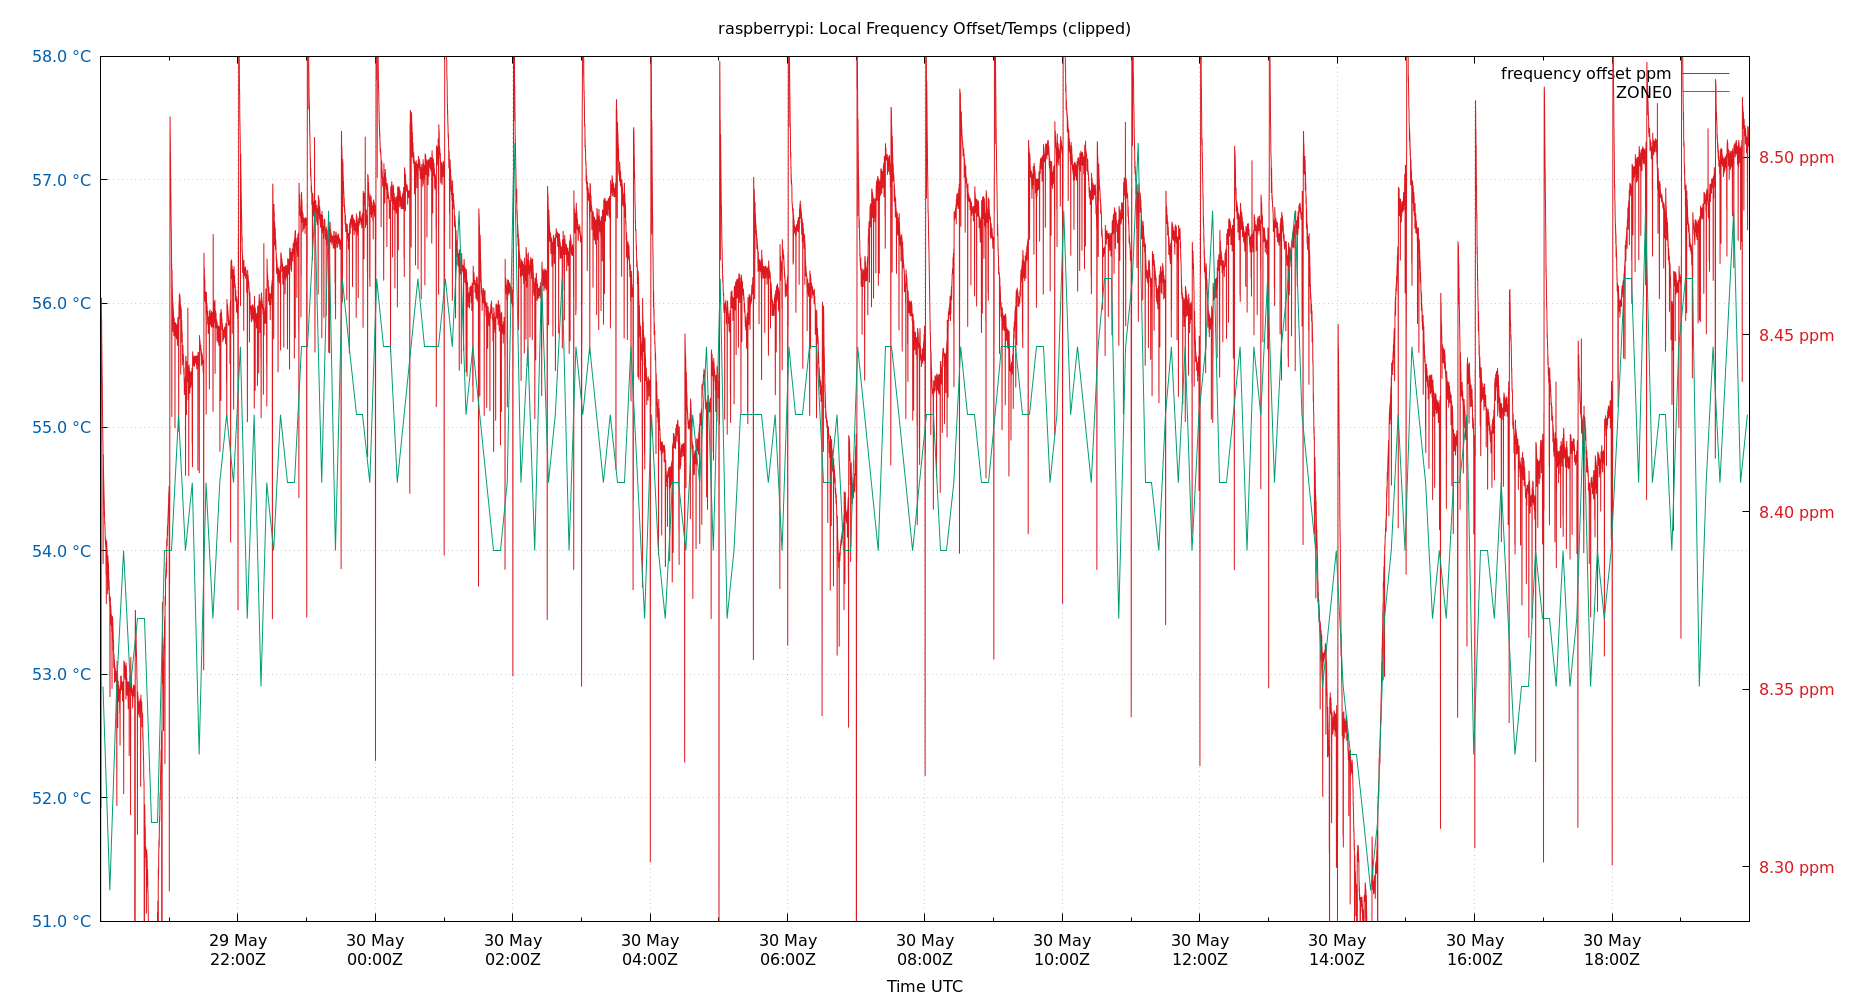 raspberrypi: Local Frequency Offset/Temps (clipped)
frequency offset ppm
ZONE0
58.0 °C
57.0 °C
56.0 °C
55.0 °C
54.0 °C
53.0 °C
52.0 °C
51.0 °C
8.50 ppm
8.45 ppm
8.40 ppm
8.35 ppm
8.30 ppm
29 May
22:00Z
30 May
00:00Z
30 May
02:00Z
30 May
04:00Z
30 May
06:00Z
30 May
08:00Z
30 May
10:00Z
30 May
12:00Z
30 May
14:00Z
30 May
16:00Z
30 May
18:00Z
Time UTC